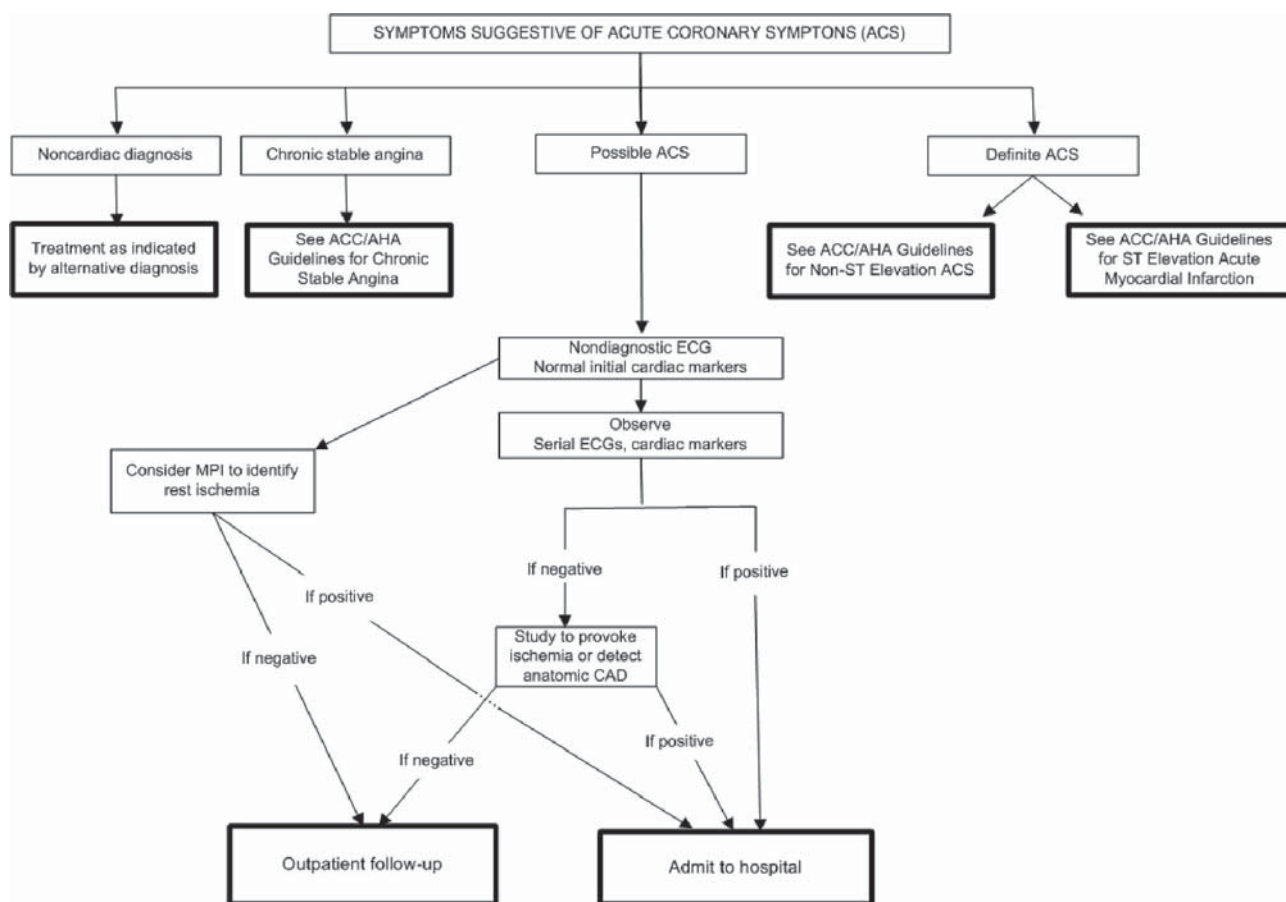 SYMPTOMS SUGGESTIVE OF ACUTE CORONARY SYMPTONS (ACS)
Noncardiac diagnosis
Chronic stable angina
Possible ACS
Definite ACS
Treatment as indicated
by alternative diagnosis
See ACC/AHA
Guidelines for Chronic
Stable Angina
See ACC/AHA Guidelines
for Non-ST Elevation ACS
See ACC/AHA Guidelines
for ST Elevation Acute
Myocardial Infarction
Nondiagnostic ECG
Normal initial cardiac markers
Observe
Serial ECGs, cardiac markers
Consider MPI to identify
rest ischemia
If negative
If positive
If positive
Study to provoke
ischemia or detect
anatomic CAD
If negative
If positive
If negative
Outpatient follow-up
Admit to hospital